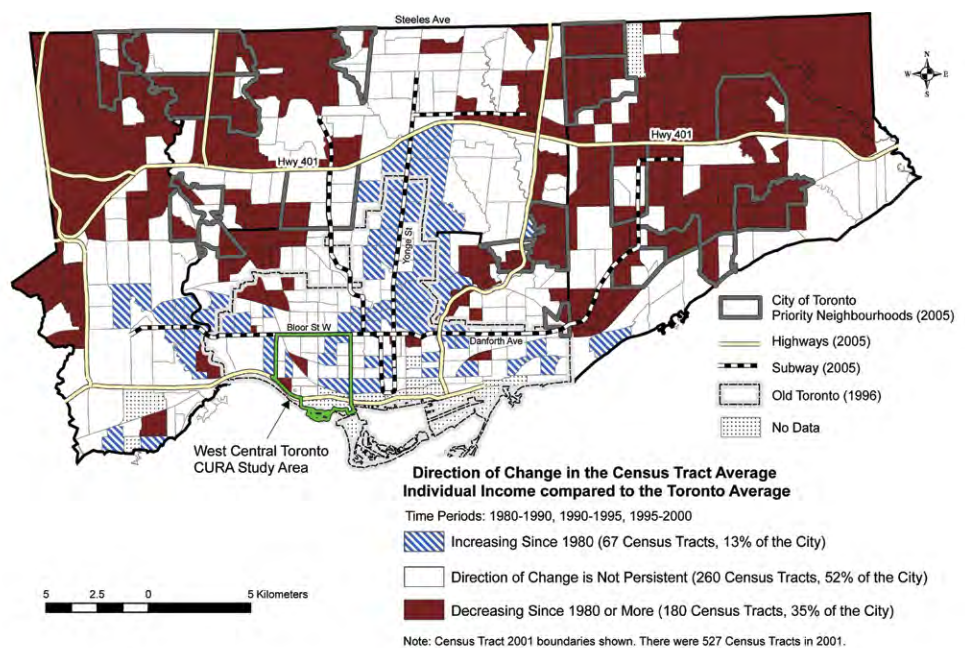 Steeles Ave
N
W E
S
Hwy 401
Hwy 401
Yonge St
Bloor St W
Danforth Ave
West Central Toronto
CURA Study Area
City of Toronto
Priority Neighbourhoods (2005)
Highways (2005)
Subway (2005)
Old Toronto (1996)
No Data
Direction of Change in the Census Tract Average
Individual Income compared to the Toronto Average
Time Periods: 1980-1990, 1990-1995, 1995-2000
Increasing Since 1980 (67 Census Tracts, 13% of the City)
Direction of Change is Not Persistent (260 Census Tracts, 52% of the City)
Decreasing Since 1980 or More (180 Census Tracts, 35% of the City)
5 2.5 0 5 Kilometers
Note: Census Tract 2001 boundaries shown. There were 527 Census Tracts in 2001.